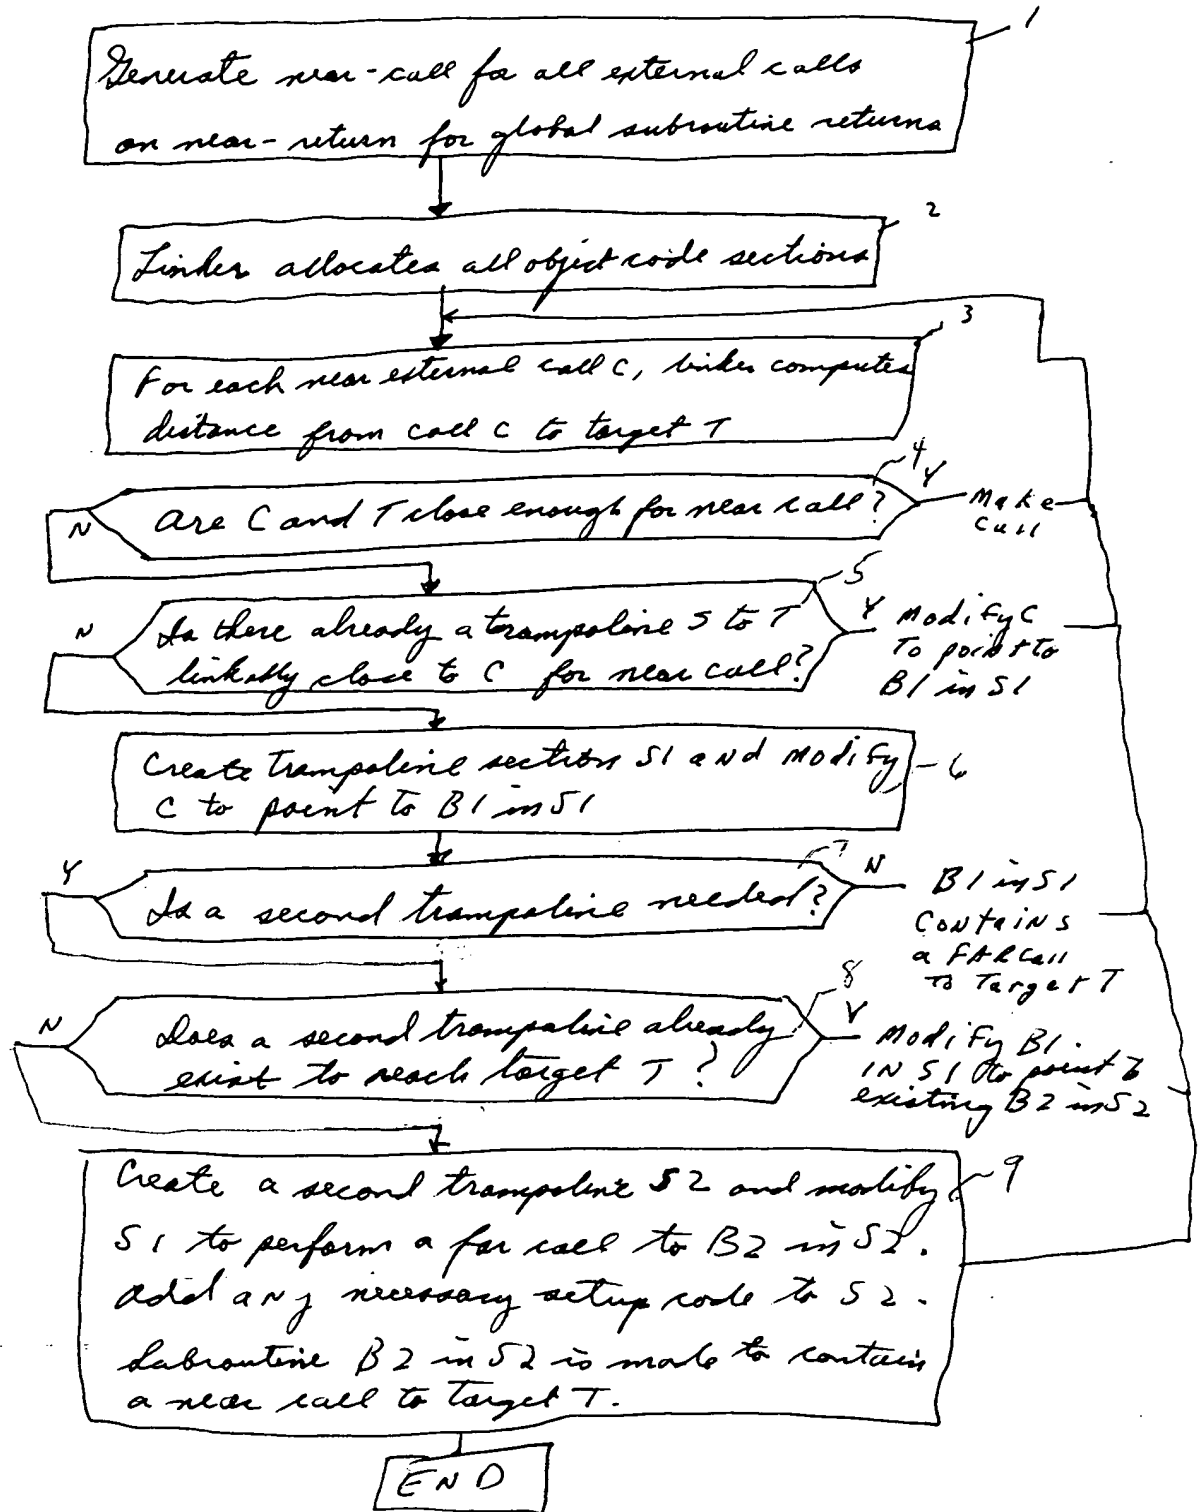 1
Generate near-call for all external calls
on near-return for global subroutine returns
2
Linker allocates all object code sections
3
For each near external call C, linker computes
distance from call C to target T
4
Are C and T close enough for near call?
Y
Make
Call
N
5
Is there already a trampoline S to T
linkably close to C for near call?
Y
Modify C
to point to
B1 in S1
N
Create trampoline section S1 and modify
C to point to B1 in S1
6
7
Is a second trampoline needed?
N
B1 in S1
contains
a FAR Call
to Target T
Y
8
Does a second trampoline already
exist to reach target T?
Y
Modify B1
IN S1 to point to
existing B2 in S2
N
Create a second trampoline S2 and modify
S1 to perform a far call to B2 in S2.
Add any necessary setup code to S2.
Subroutine B2 in S2 is made to contain
a near call to target T.
9
END